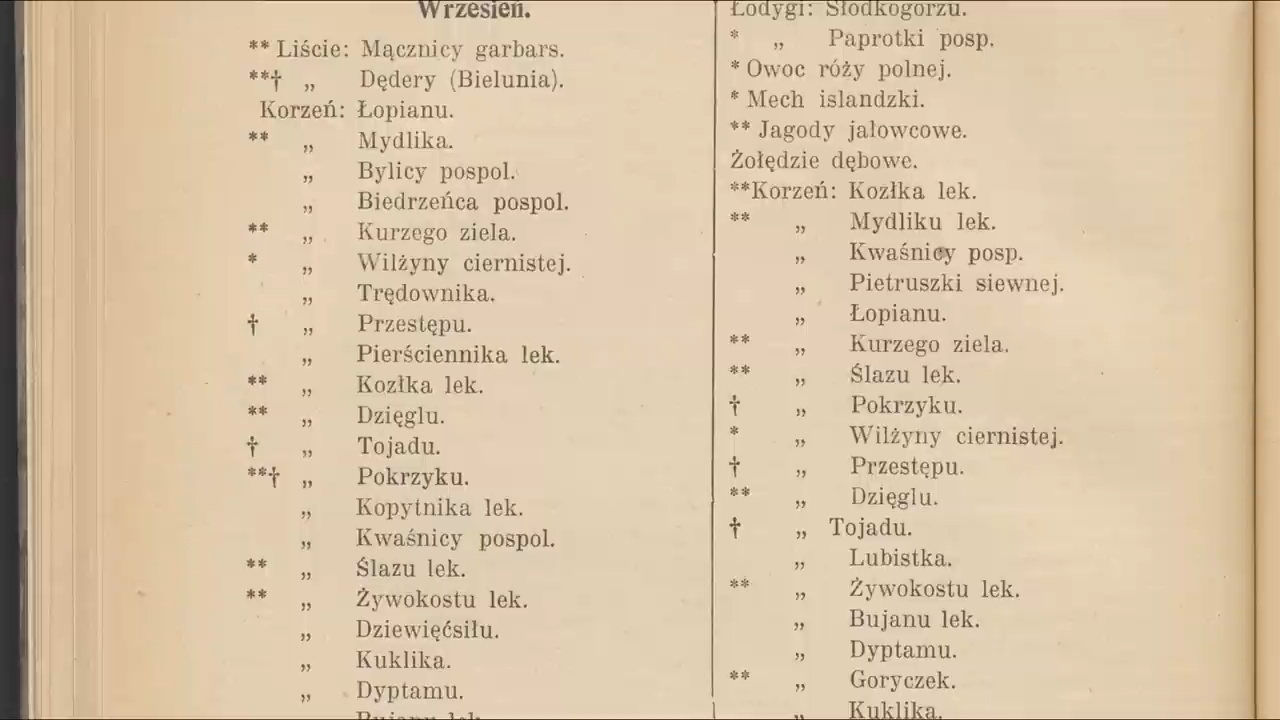 Wrzesień.
** Liście: Mącznicy garbars.
**† „ Dędery (Bielunia).
Korzeń: Łopianu.
** „ Mydlika.
„ Bylicy pospol.
„ Biedrzeńca pospol.
** „ Kurzego ziela.
* „ Wilżyny ciernistej.
„ Trędownika.
† „ Przestępu.
„ Pierściennika lek.
** „ Kozłka lek.
** „ Dzięglu.
† „ Tojadu.
**† „ Pokrzyku.
„ Kopytnika lek.
„ Kwaśnicy pospol.
** „ Ślazu lek.
** „ Żywokostu lek.
„ Dziewięćsiłu.
„ Kuklika.
„ Dyptamu.
Bujanu lek.
Łodygi: Słodkogorzu.
* „ Paprotki posp.
* Owoc róży polnej.
* Mech islandzki.
** Jagody jałowcowe.
Żołędzie dębowe.
**Korzeń: Kozłka lek.
** „ Mydliku lek.
„ Kwaśnicy posp.
„ Pietruszki siewnej.
„ Łopianu.
** „ Kurzego ziela.
** „ Ślazu lek.
† „ Pokrzyku.
* „ Wilżyny ciernistej.
† „ Przestępu.
** „ Dzięglu.
† „ Tojadu.
„ Lubistka.
** „ Żywokostu lek.
„ Bujanu lek.
„ Dyptamu.
** „ Goryczek.
„ Kuklika.